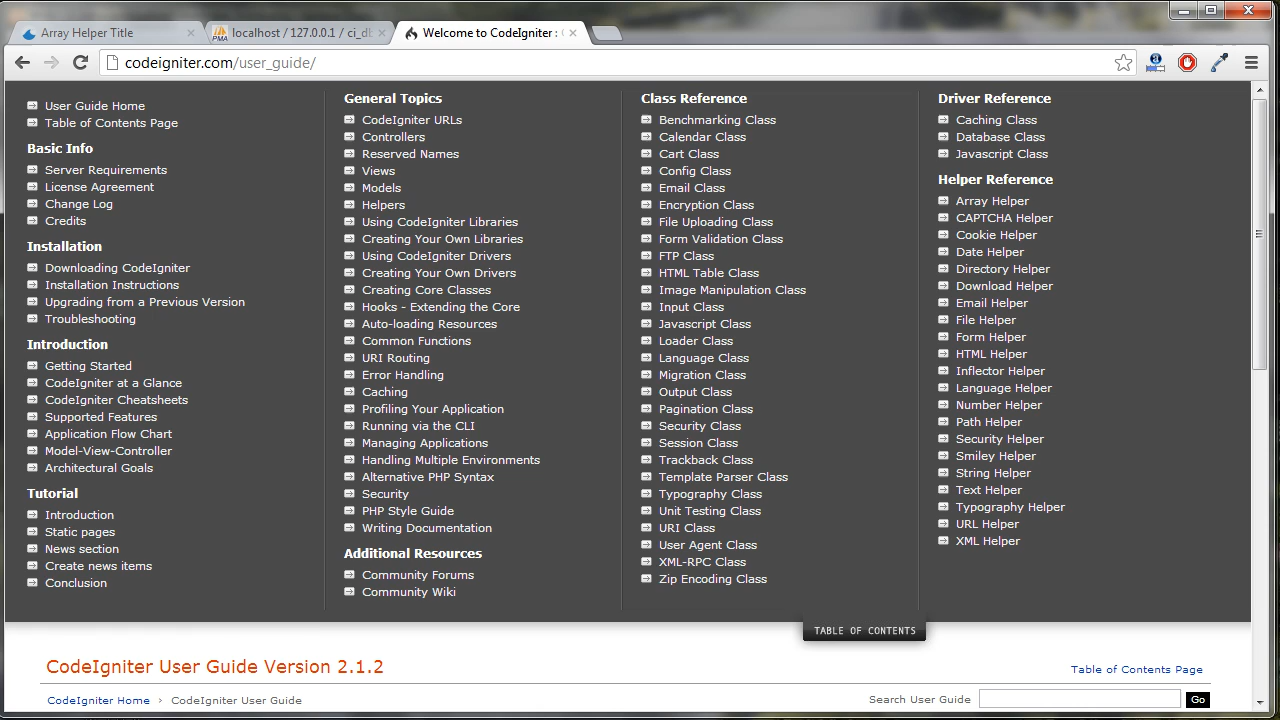 Array Helper Title
PMA
localhost / 127.0.0.1 / ci_db
Welcome to CodeIgniter :
codeigniter.com/user_guide/
User Guide Home
Table of Contents Page
Basic Info
Server Requirements
License Agreement
Change Log
Credits
Installation
Downloading CodeIgniter
Installation Instructions
Upgrading from a Previous Version
Troubleshooting
Introduction
Getting Started
CodeIgniter at a Glance
CodeIgniter Cheatsheets
Supported Features
Application Flow Chart
Model-View-Controller
Architectural Goals
Tutorial
Introduction
Static pages
News section
Create news items
Conclusion
General Topics
CodeIgniter URLs
Controllers
Reserved Names
Views
Models
Helpers
Using CodeIgniter Libraries
Creating Your Own Libraries
Using CodeIgniter Drivers
Creating Your Own Drivers
Creating Core Classes
Hooks - Extending the Core
Auto-loading Resources
Common Functions
URI Routing
Error Handling
Caching
Profiling Your Application
Running via the CLI
Managing Applications
Handling Multiple Environments
Alternative PHP Syntax
Security
PHP Style Guide
Writing Documentation
Additional Resources
Community Forums
Community Wiki
Class Reference
Benchmarking Class
Calendar Class
Cart Class
Config Class
Email Class
Encryption Class
File Uploading Class
Form Validation Class
FTP Class
HTML Table Class
Image Manipulation Class
Input Class
Javascript Class
Loader Class
Language Class
Migration Class
Output Class
Pagination Class
Security Class
Session Class
Trackback Class
Template Parser Class
Typography Class
Unit Testing Class
URI Class
User Agent Class
XML-RPC Class
Zip Encoding Class
Driver Reference
Caching Class
Database Class
Javascript Class
Helper Reference
Array Helper
CAPTCHA Helper
Cookie Helper
Date Helper
Directory Helper
Download Helper
Email Helper
File Helper
Form Helper
HTML Helper
Inflector Helper
Language Helper
Number Helper
Path Helper
Security Helper
Smiley Helper
String Helper
Text Helper
Typography Helper
URL Helper
XML Helper
TABLE OF CONTENTS
CodeIgniter User Guide Version 2.1.2
Table of Contents Page
CodeIgniter Home › CodeIgniter User Guide
Search User Guide
Go